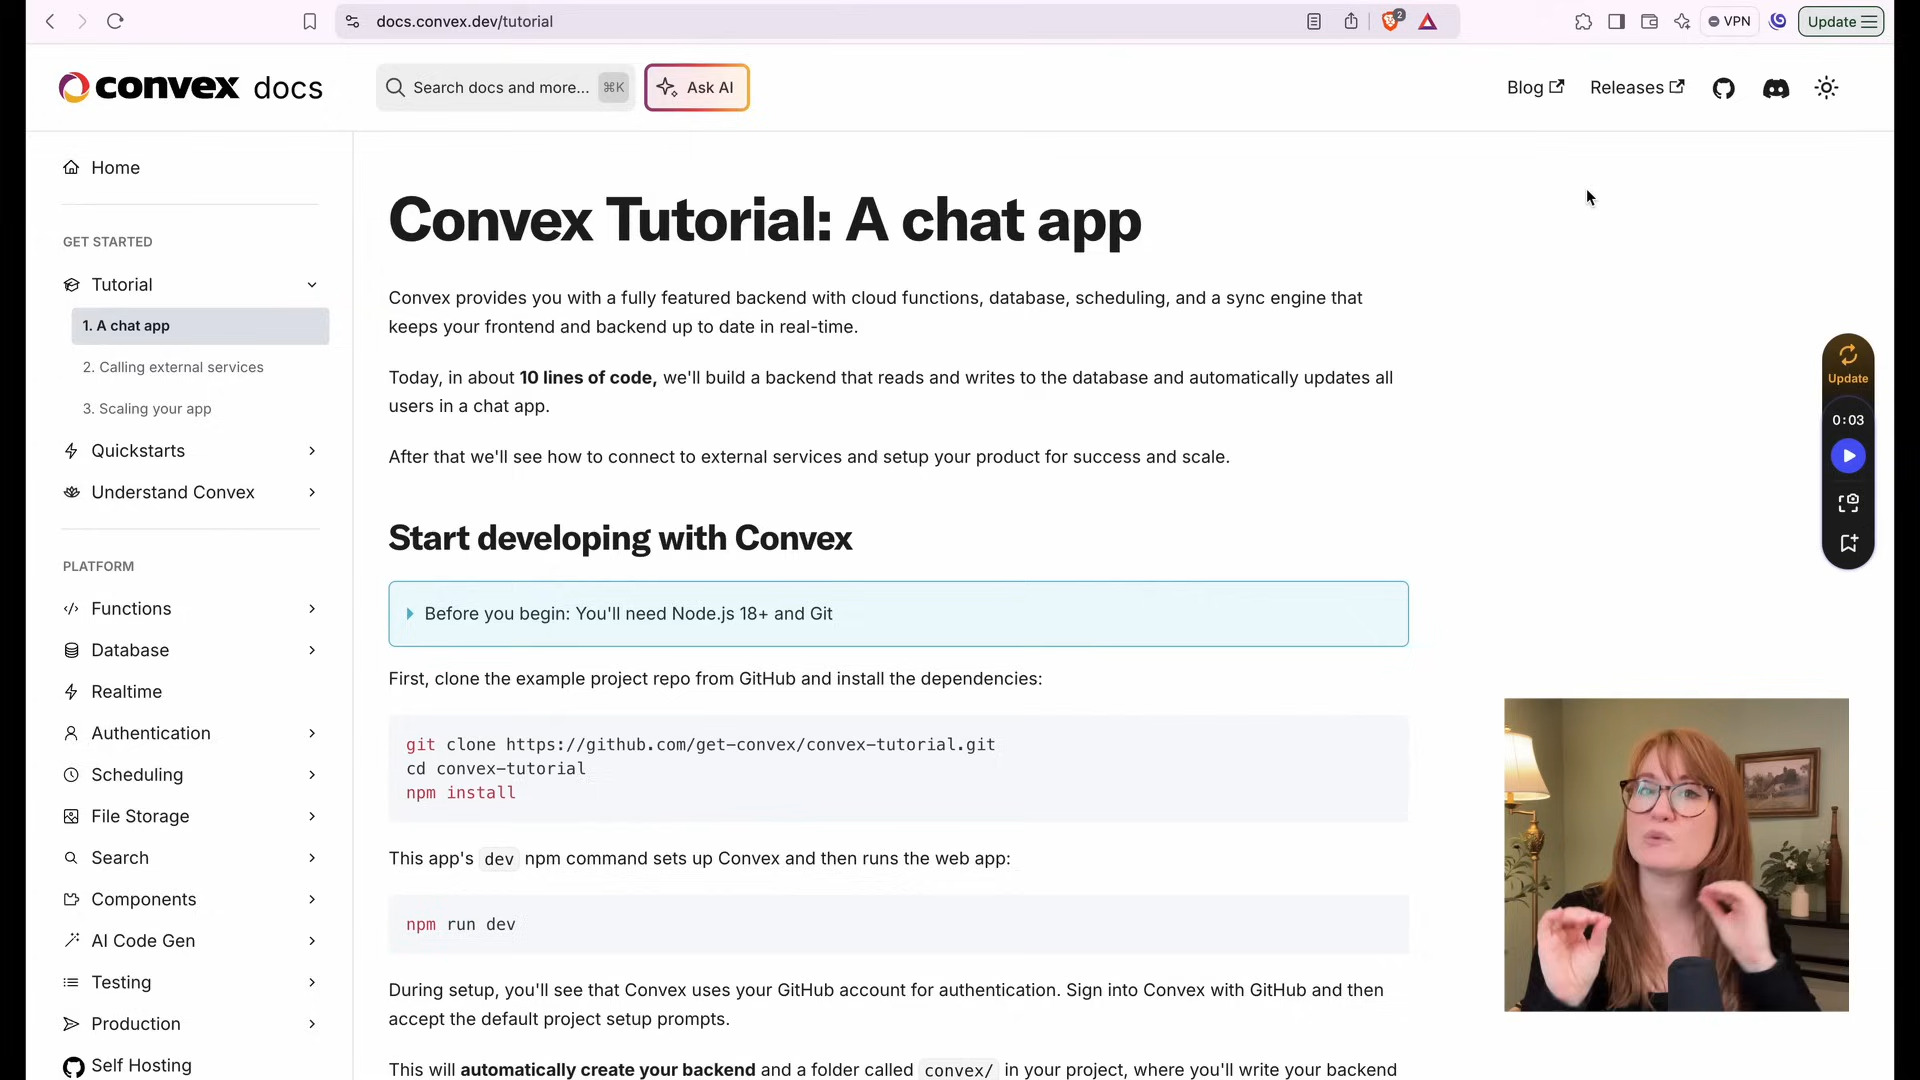 docs.convex.dev/tutorial
2
VPN
Update
convex docs
Search docs and more...
⌘K
Ask AI
Blog
Releases
Home
GET STARTED
Tutorial
1. A chat app
2. Calling external services
3. Scaling your app
Quickstarts
Understand Convex
PLATFORM
Functions
Database
Realtime
Authentication
Scheduling
File Storage
Search
Components
AI Code Gen
Testing
Production
Self Hosting
Convex Tutorial: A chat app
Convex provides you with a fully featured backend with cloud functions, database, scheduling, and a sync engine that
keeps your frontend and backend up to date in real-time.
Today, in about 10 lines of code, we'll build a backend that reads and writes to the database and automatically updates all
users in a chat app.
After that we'll see how to connect to external services and setup your product for success and scale.
Start developing with Convex
Before you begin: You'll need Node.js 18+ and Git
First, clone the example project repo from GitHub and install the dependencies:
git clone https://github.com/get-convex/convex-tutorial.git
cd convex-tutorial
npm install
This app's dev npm command sets up Convex and then runs the web app:
npm run dev
During setup, you'll see that Convex uses your GitHub account for authentication. Sign into Convex with GitHub and then
accept the default project setup prompts.
This will automatically create your backend and a folder called convex/ in your project, where you'll write your backend
Update
0:03